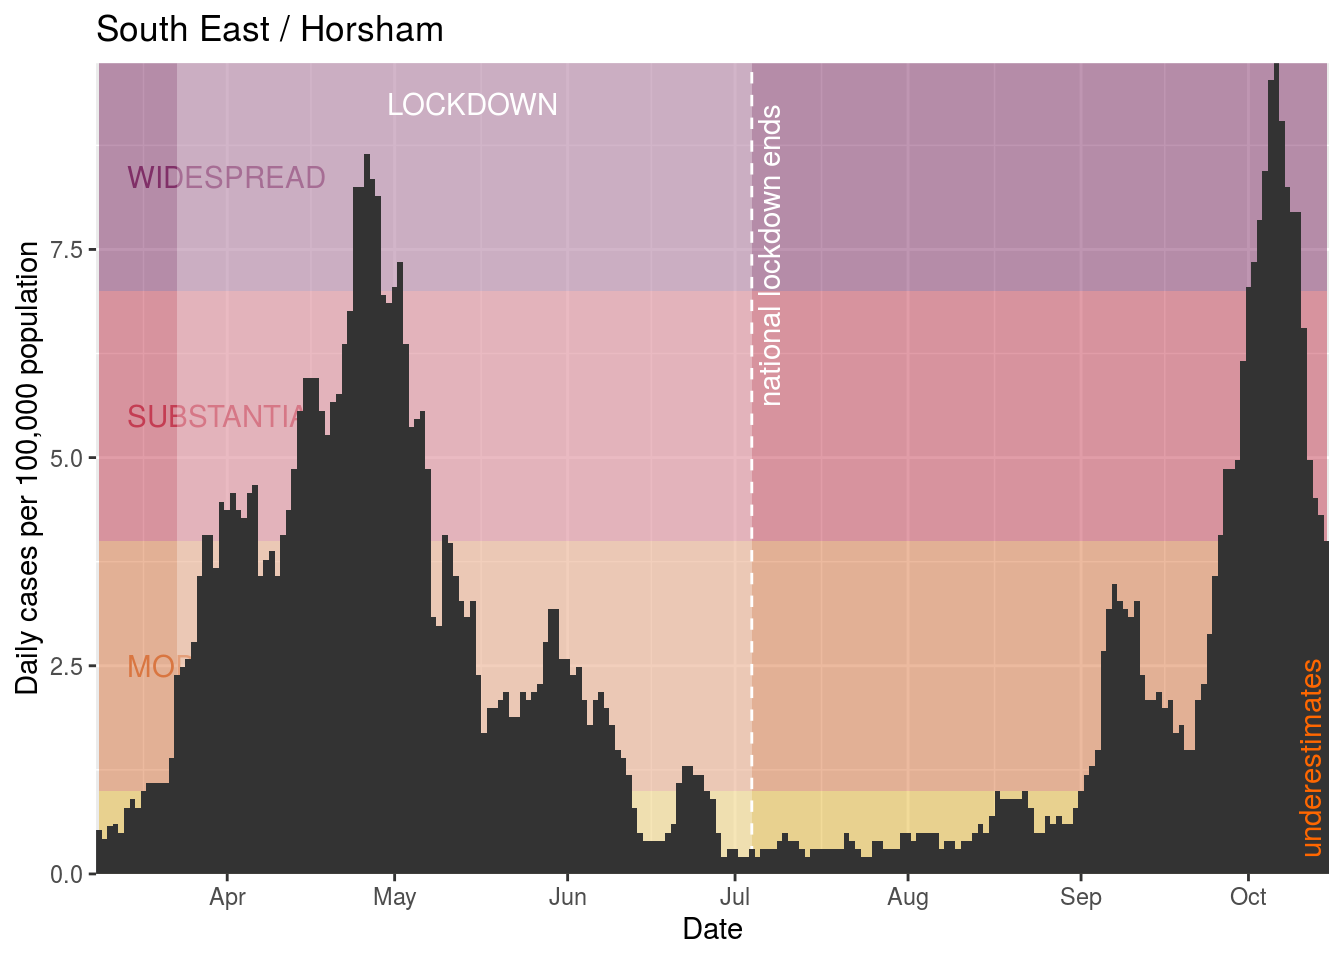 South East / Horsham
LOCKDOWN
WIDESPREAD
SUBSTANTIA
MOD
national lockdown ends
underestimates
Daily cases per 100,000 population
7.5
5.0
2.5
0.0
Apr
May
Jun
Jul
Aug
Sep
Oct
Date